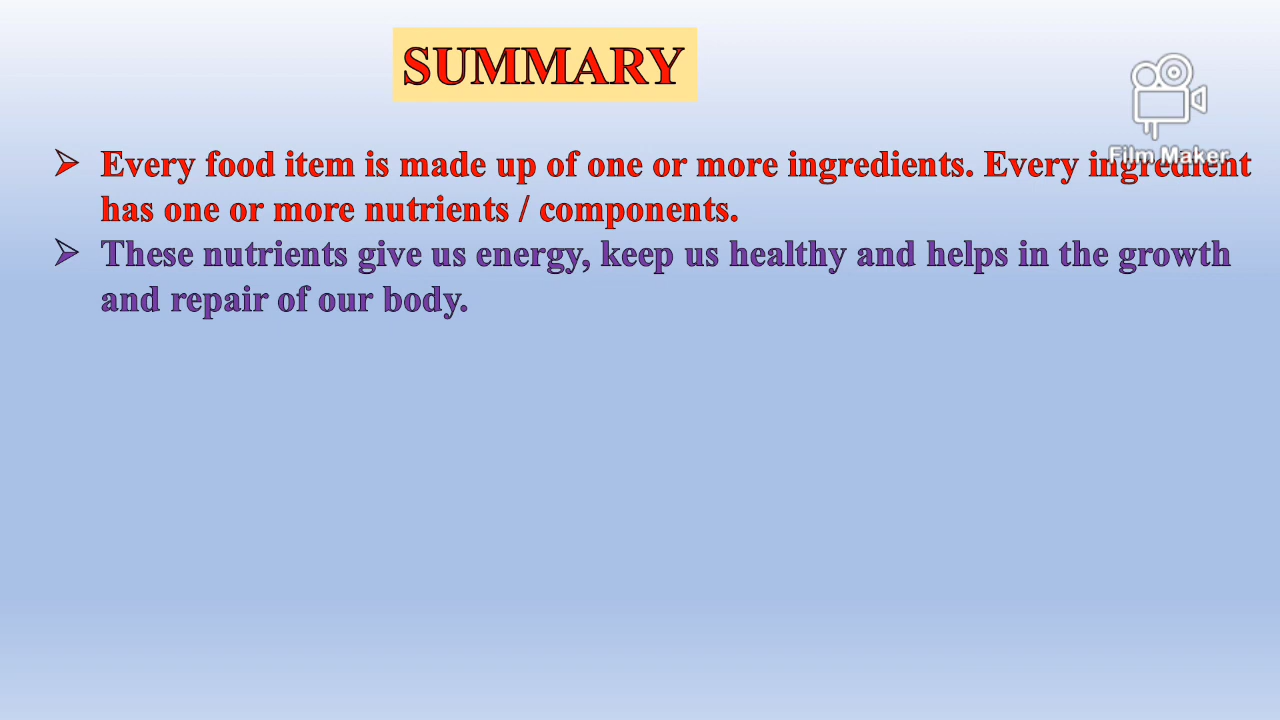 SUMMARY
Film Maker
➢ Every food item is made up of one or more ingredients. Every ingredient
has one or more nutrients / components.
➢ These nutrients give us energy, keep us healthy and helps in the growth
and repair of our body.